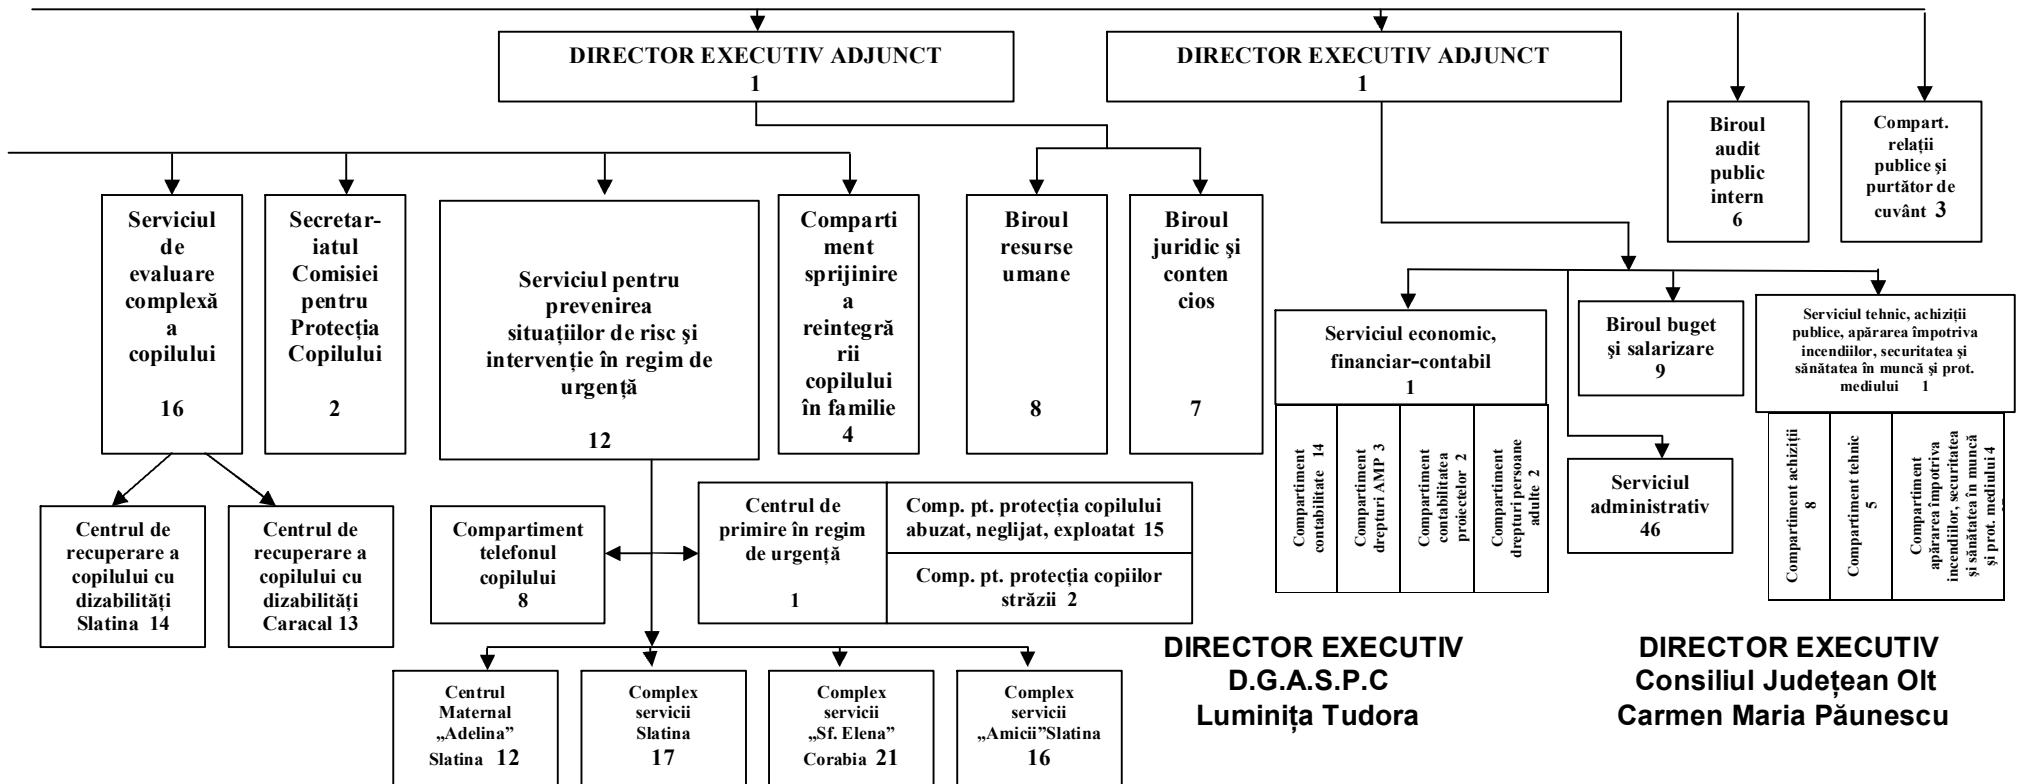 DIRECTOR EXECUTIV ADJUNCT
1
DIRECTOR EXECUTIV ADJUNCT
1
Biroul
audit
public
intern
6
Compart.
relații
publice şi
purtător de
cuvânt 3
Serviciul
de
evaluare
complexă
a
copilului
16
Secretar-
iatul
Comisiei
pentru
Protecția
Copilului
2
Serviciul pentru
prevenirea
situațiilor de risc şi
intervenție în regim de
urgență
12
Comparti
ment
sprijinire
a
reintegră
rii
copilului
în familie
4
Biroul
resurse
umane
8
Biroul
juridic şi
conten
cios
7
Serviciul economic,
financiar-contabil
1
Biroul buget
şi salarizare
9
Serviciul tehnic, achiziții
publice, apărarea împotriva
incendiilor, securitatea şi
sănătatea în muncă şi prot.
mediului 1
Compartiment
contabilitate 14
Compartiment
drepturi AMP 3
Compartiment
contabilitatea
proiectelor 2
Compartiment
drepturi persoane
adulte 2
Serviciul
administrativ
46
Compartiment achiziții
8
Compartiment tehnic
5
Compartiment
apărarea împotriva
incendiilor, securitatea
şi sănătatea în muncă
şi prot. mediului 4
Centrul de
recuperare a
copilului cu
dizabilități
Slatina 14
Centrul de
recuperare a
copilului cu
dizabilități
Caracal 13
Compartiment
telefonul
copilului
8
Centrul de
primire în regim
de urgență
1
Comp. pt. protecția copilului
abuzat, neglijat, exploatat 15
Comp. pt. protecția copiilor
străzii 2
Centrul
Maternal
„Adelina”
Slatina 12
Complex
servicii
Slatina
17
Complex
servicii
„Sf. Elena”
Corabia 21
Complex
servicii
„Amicii”Slatina
16
DIRECTOR EXECUTIV
D.G.A.S.P.C
Luminița Tudora
DIRECTOR EXECUTIV
Consiliul Județean Olt
Carmen Maria Păunescu